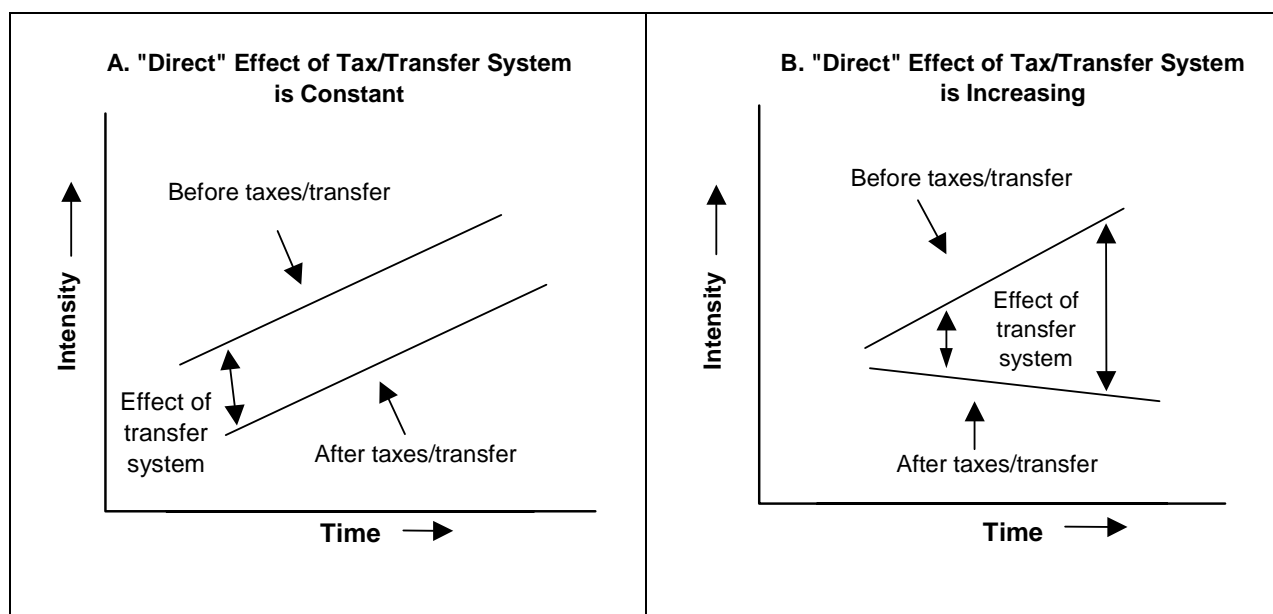 A. "Direct" Effect of Tax/Transfer System
is Constant
Before taxes/transfer
Intensity
Effect of
transfer
system
After taxes/transfer
Time
B. "Direct" Effect of Tax/Transfer System
is Increasing
Before taxes/transfer
Intensity
Effect of
transfer
system
After taxes/transfer
Time